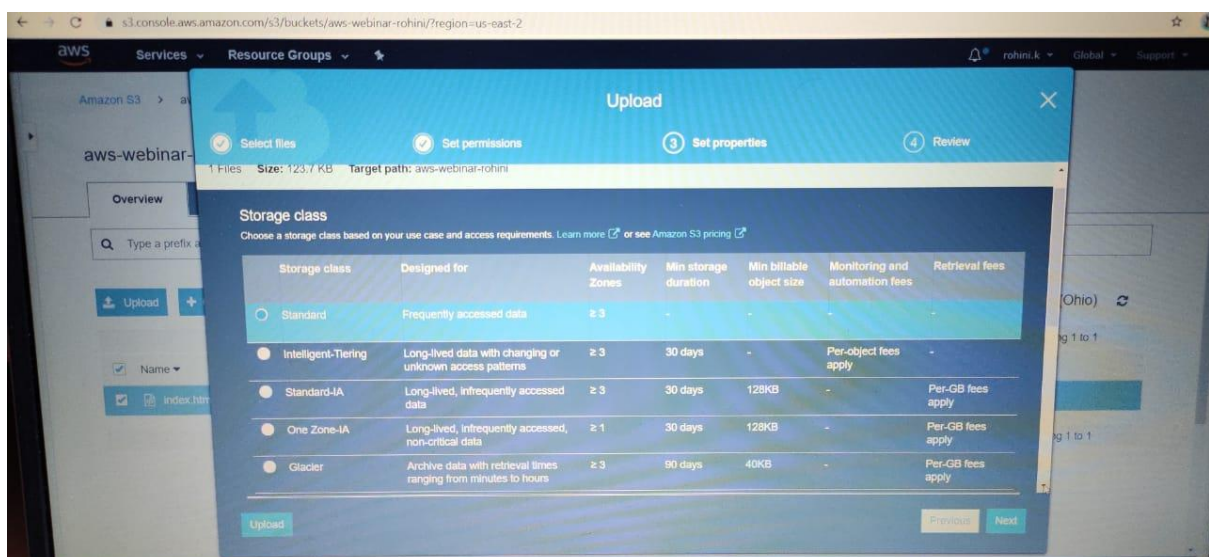 s3.console.aws.amazon.com/s3/buckets/aws-webinar-rohini/?region=us-east-2
aws Services Resource Groups rohini.k Global Support
Amazon S3 >
Upload
Select files Set permissions 3 Set properties 4 Review
aws-webinar-
1 Files Size: 123.7 KB Target path: aws-webinar-rohini
Overview
Storage class
Choose a storage class based on your use case and access requirements. Learn more or see Amazon S3 pricing
Type a prefix a
Storage class Designed for Availability Zones Min storage duration Min billable object size Monitoring and automation fees Retrieval fees
Upload + (Ohio)
Standard Frequently accessed data ≥ 3 - - - -
ng 1 to 1
Intelligent-Tiering Long-lived data with changing or unknown access patterns ≥ 3 30 days - Per-object fees apply -
Name
Standard-IA Long-lived, infrequently accessed data ≥ 3 30 days 128KB - Per-GB fees apply
index.htm
One Zone-IA Long-lived, infrequently accessed, non-critical data ≥ 1 30 days 128KB - Per-GB fees apply
ng 1 to 1
Glacier Archive data with retrieval times ranging from minutes to hours ≥ 3 90 days 40KB - Per-GB fees apply
Upload Previous Next